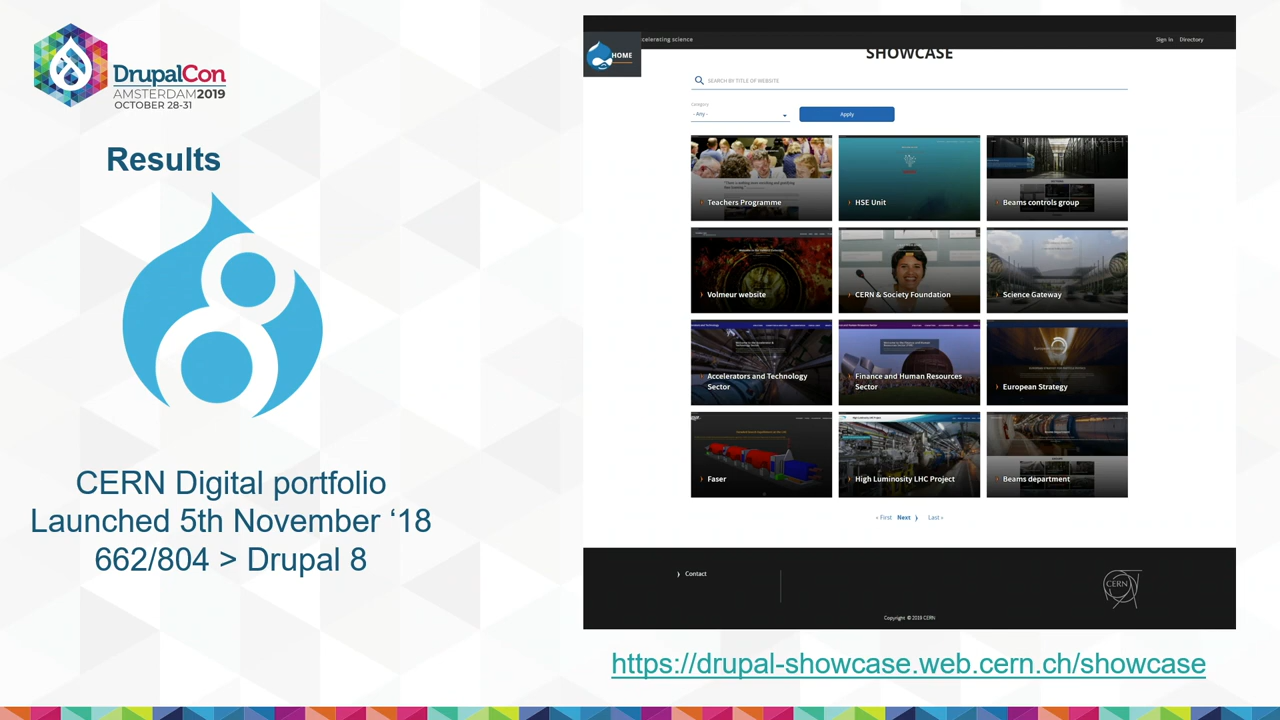 DrupalCon
AMSTERDAM2019
OCTOBER 28-31
Results
CERN Digital portfolio
Launched 5th November ‘18
662/804 > Drupal 8
HOME
celerating science
Sign in Directory
SHOWCASE
SEARCH BY TITLE OF WEBSITE
Category
- Any -
Apply
Teachers Programme
HSE Unit
Beams controls group
Volmeur website
CERN & Society Foundation
Science Gateway
Accelerators and Technology
Sector
Finance and Human Resources
Sector
European Strategy
Faser
High Luminosity LHC Project
Beams department
« First Next ❯ Last »
❯ Contact
CERN
Copyright © 2019 CERN
https://drupal-showcase.web.cern.ch/showcase